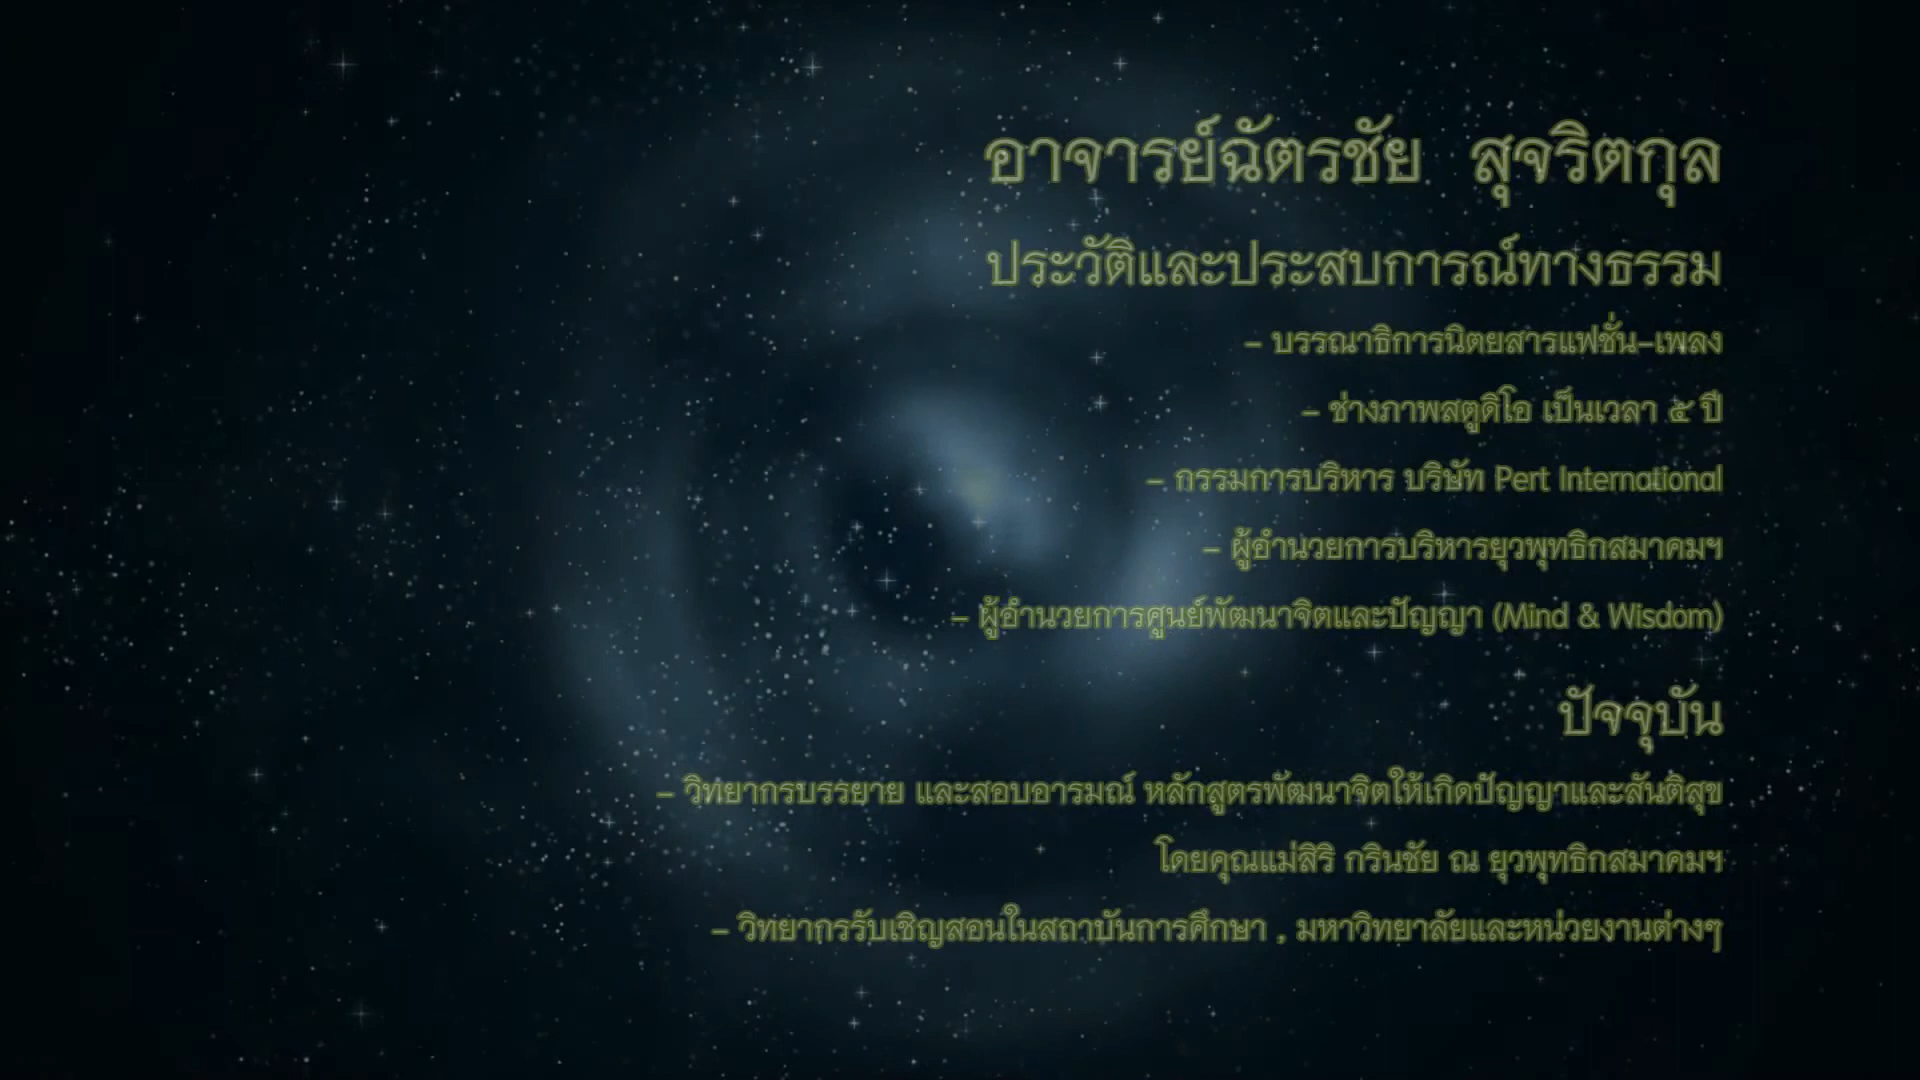 อาจารย์ฉัตรชัย สุจริตกุล
ประวัติและประสบการณ์ทางธรรม
- บรรณาธิการนิตยสารแฟชั่น-เพลง
- ช่างภาพสตูดิโอ เป็นเวลา ๕ ปี
- กรรมการบริหาร บริษัท Pert International
- ผู้อำนวยการบริหารยุวพุทธิกสมาคมฯ
- ผู้อำนวยการศูนย์พัฒนาจิตและปัญญา (Mind & Wisdom)
ปัจจุบัน
- วิทยากรบรรยาย และสอบอารมณ์ หลักสูตรพัฒนาจิตให้เกิดปัญญาและสันติสุข
โดยคุณแม่สิริ กรินชัย ณ ยุวพุทธิกสมาคมฯ
- วิทยากรรับเชิญสอนในสถาบันการศึกษา , มหาวิทยาลัยและหน่วยงานต่างๆ